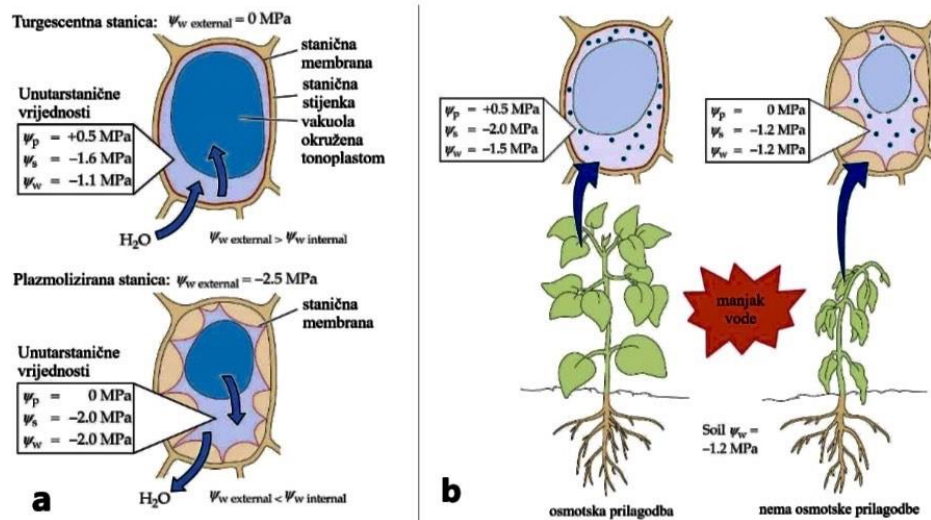 Turgescentna stanica: ψw external = 0 MPa
stanična
membrana
stanična
stijenka
vakuola
okružena
tonoplastom
Unutarstanične
vrijednosti
ψp = +0.5 MPa
ψs = –1.6 MPa
ψw = –1.1 MPa
H2O
ψw external > ψw internal
Plazmolizirana stanica: ψw external = –2.5 MPa
stanična
membrana
Unutarstanične
vrijednosti
ψp = 0 MPa
ψs = –2.0 MPa
ψw = –2.0 MPa
H2O
ψw external < ψw internal
a
ψp = +0.5 MPa
ψs = –2.0 MPa
ψw = –1.5 MPa
ψp = 0 MPa
ψs = –1.2 MPa
ψw = –1.2 MPa
manjak
vode
Soil ψw =
–1.2 MPa
b
osmotska prilagodba
nema osmotske prilagodbe